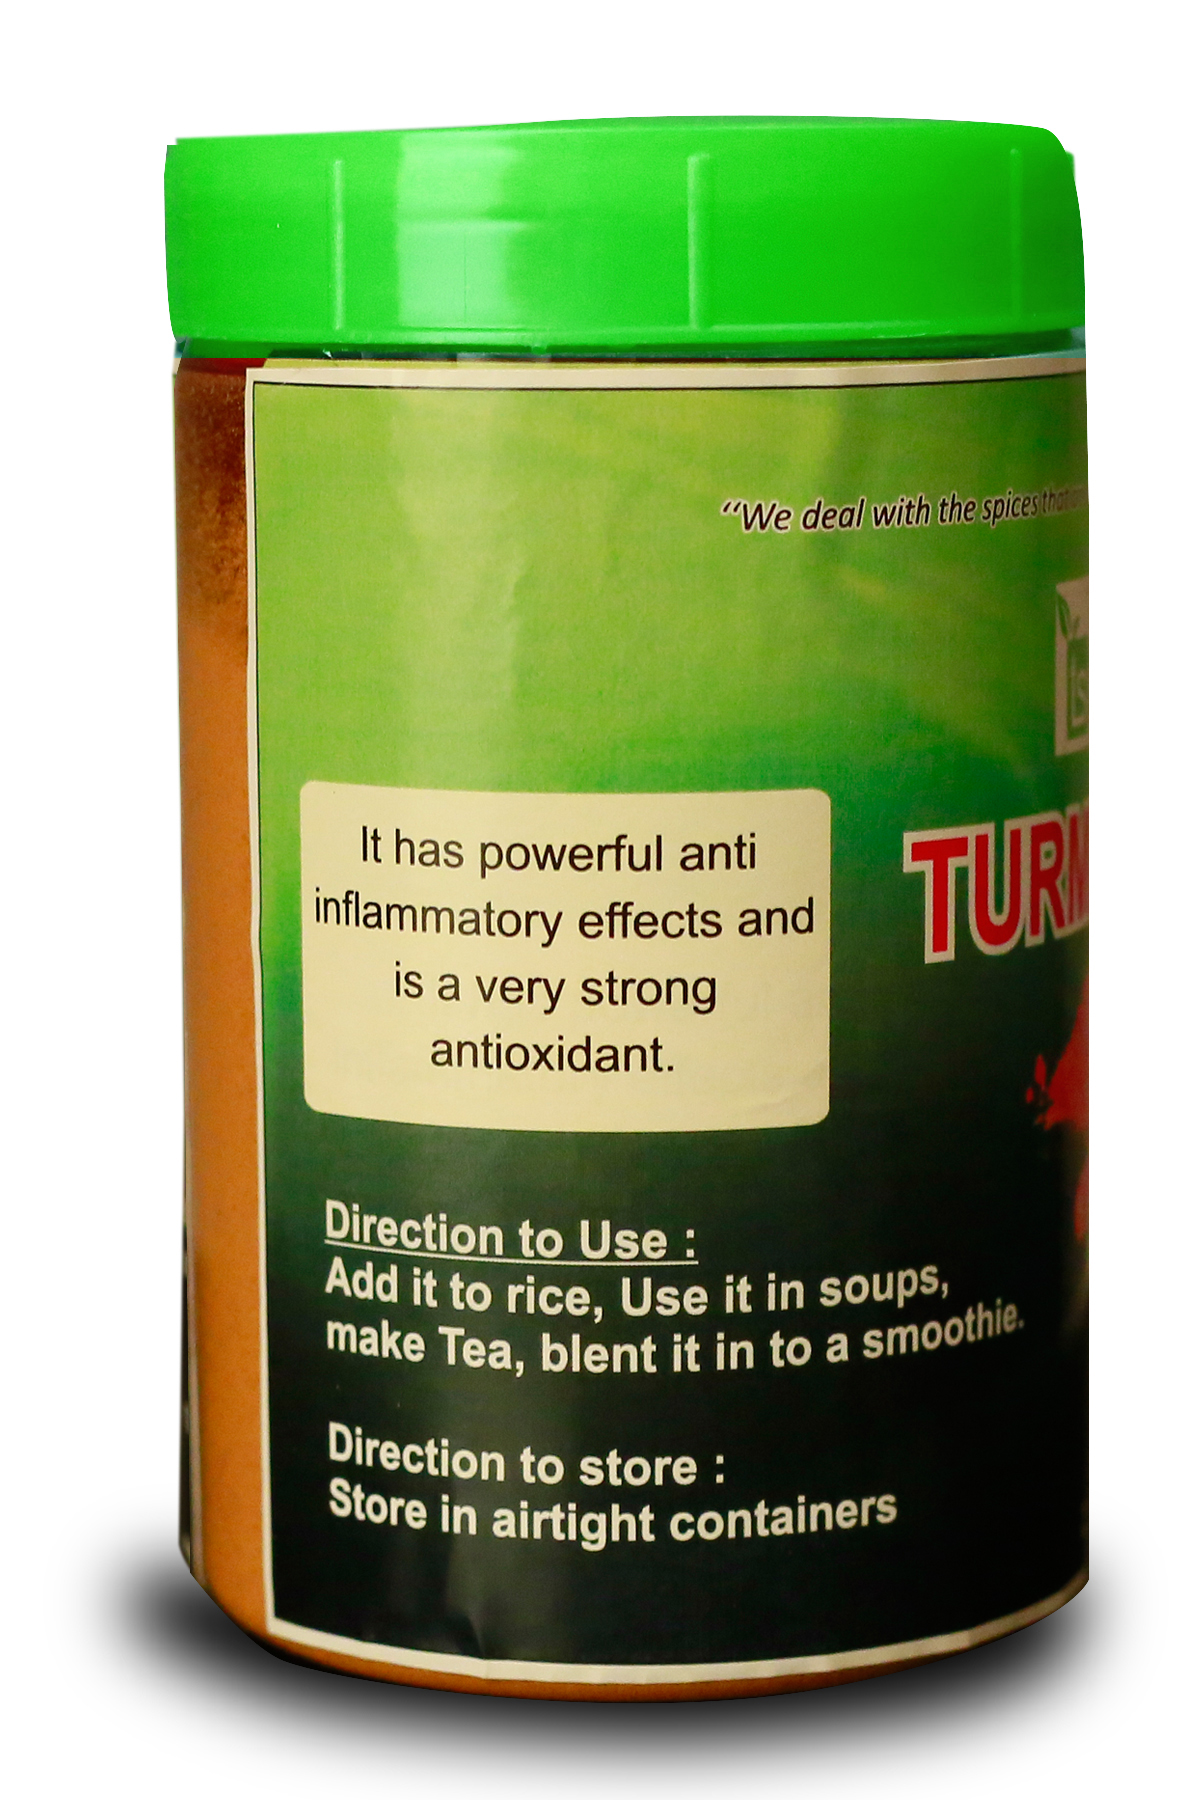 “We deal with the spices that
It has powerful anti
inflammatory effects and
is a very strong
antioxidant.
Direction to Use :
Add it to rice, Use it in soups,
make Tea, blent it in to a smoothie.
Direction to store :
Store in airtight containers